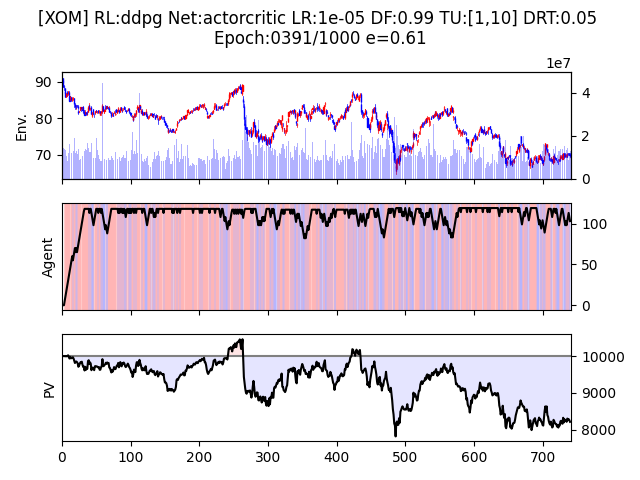 [XOM] RL:ddpg Net:actorcritic LR:1e-05 DF:0.99 TU:[1,10] DRT:0.05
Epoch:0391/1000 e=0.61
1e7
Env.
90
80
70
4
2
0
Agent
100
50
0
PV
10000
9000
8000
0 100 200 300 400 500 600 700